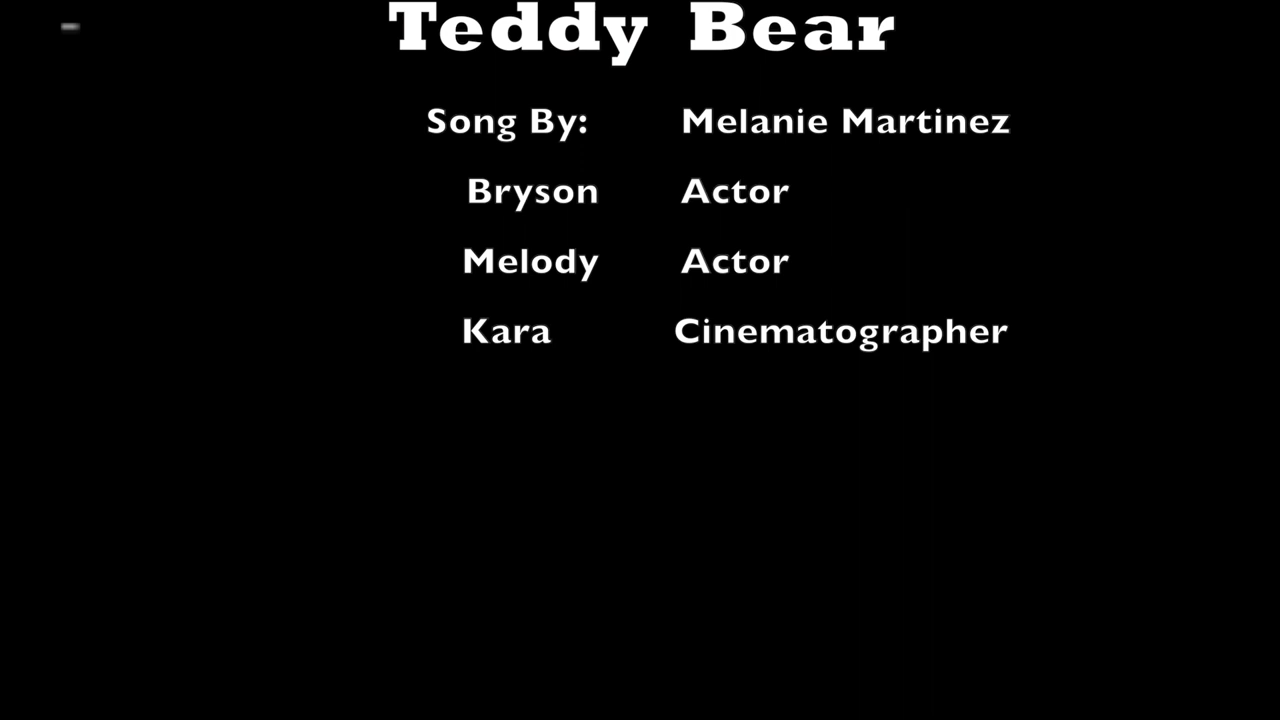 Teddy Bear
Song By: Melanie Martinez
Bryson Actor
Melody Actor
Kara Cinematographer